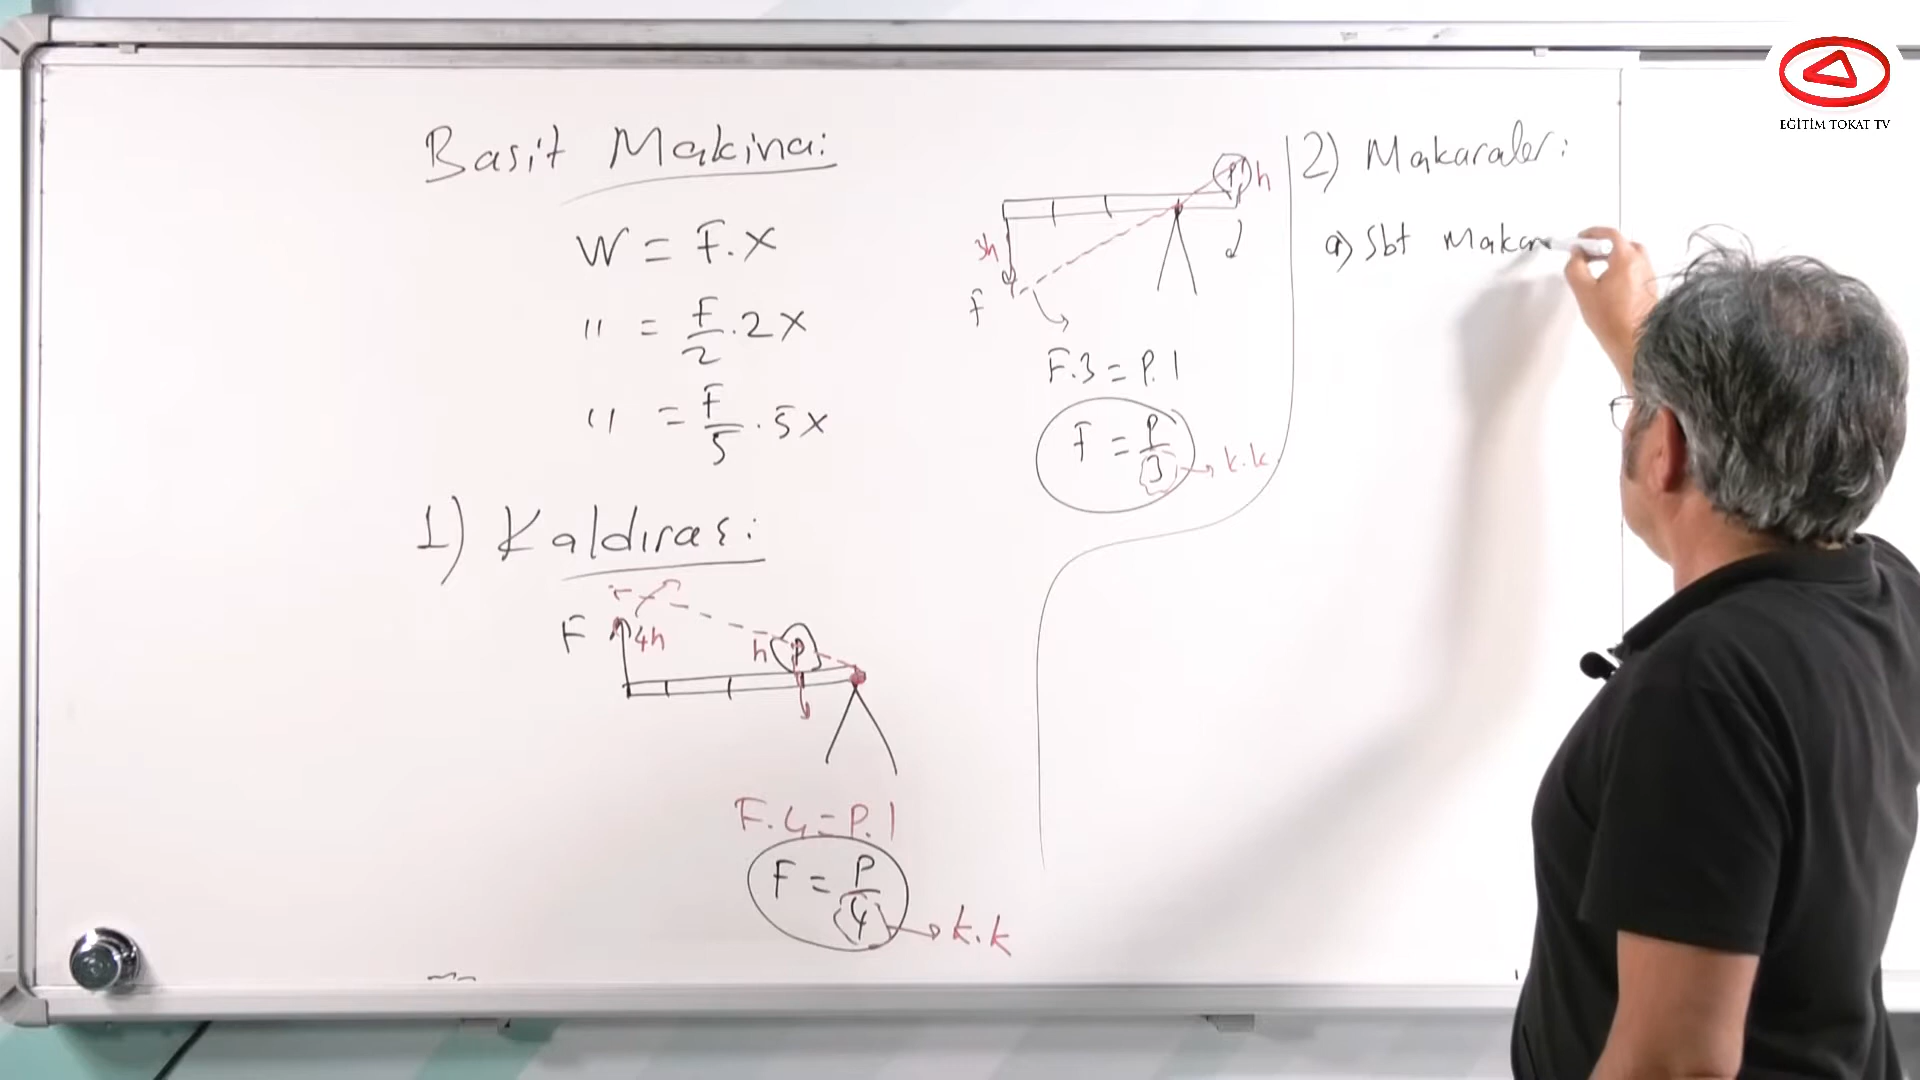 Basit Makina:
W = F.x
" = F/2 . 2x
" = F/5 . 5x
1) Kaldıraç:
F 4h h P
F.4 = P.1
F = P/4 → k.k
P h
3h
F
F.3 = P.1
F = P/3 → k.k
2) Makaralar:
a) Sbt Makar
EĞİTİM TOKAT TV